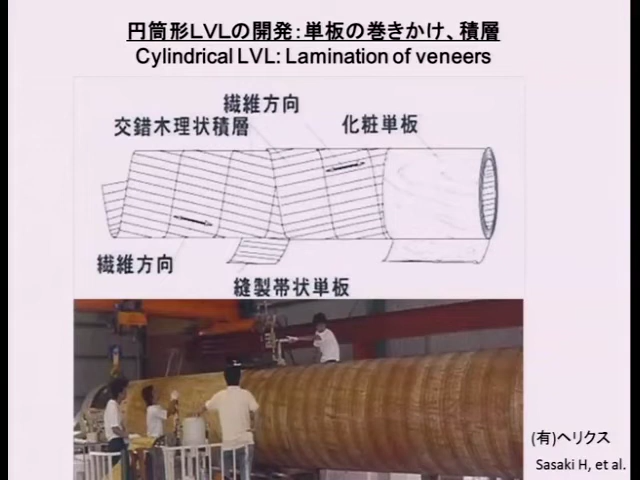 円筒形LVLの開発：単板の巻きかけ、積層
Cylindrical LVL: Lamination of veneers
繊維方向
交錯木理状積層
化粧単板
繊維方向
縫製帯状単板
(有)ヘリクス
Sasaki H, et al.